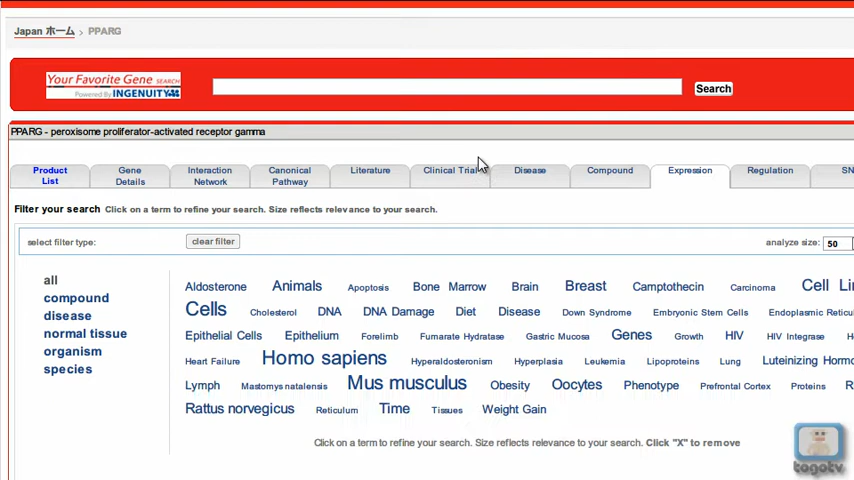 Japan ホーム > PPARG
Your Favorite Gene SEARCH
Powered By INGENUITY
Search
PPARG - peroxisome proliferator-activated receptor gamma
Product List
Gene Details
Interaction Network
Canonical Pathway
Literature
Clinical Trial
Disease
Compound
Expression
Regulation
SN
Filter your search Click on a term to refine your search. Size reflects relevance to your search.
select filter type: clear filter analyze size: 50
all
compound
disease
normal tissue
organism
species
Aldosterone Animals Apoptosis Bone Marrow Brain Breast Camptothecin Carcinoma Cell Li
Cells Cholesterol DNA DNA Damage Diet Disease Down Syndrome Embryonic Stem Cells Endoplasmic Reticu
Epithelial Cells Epithelium Forelimb Fumarate Hydratase Gastric Mucosa Genes Growth HIV HIV Integrase
Heart Failure Homo sapiens Hyperaldosteronism Hyperplasia Leukemia Lipoproteins Lung Luteinizing Hormo
Lymph Mastomys natalensis Mus musculus Obesity Oocytes Phenotype Prefrontal Cortex Proteins R
Rattus norvegicus Reticulum Time Tissues Weight Gain
Click on a term to refine your search. Size reflects relevance to your search. Click "X" to remove
togotv